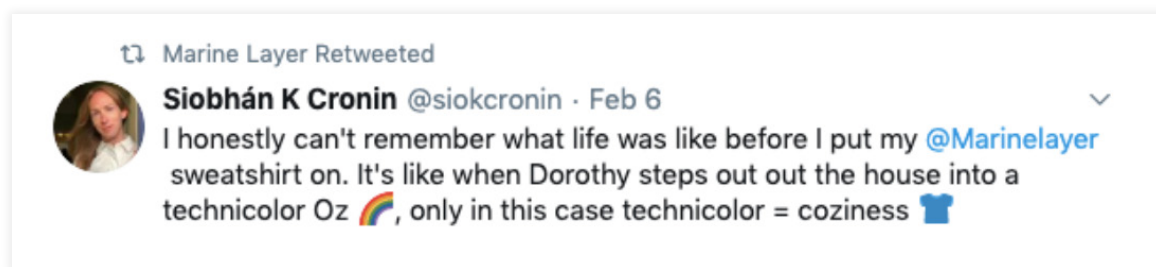 Marine Layer Retweeted
Siobhán K Cronin @siokcronin · Feb 6
I honestly can't remember what life was like before I put my @Marinelayer
sweatshirt on. It's like when Dorothy steps out out the house into a
technicolor Oz 🌈, only in this case technicolor = coziness 👕